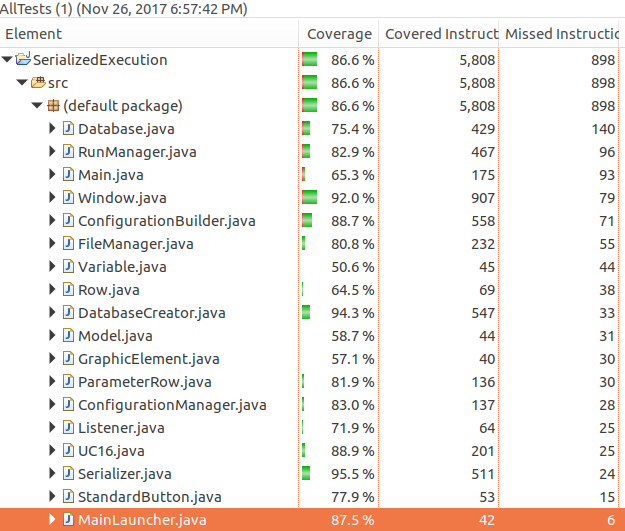 AllTests (1) (Nov 26, 2017 6:57:42 PM)
Element Coverage Covered Instruct Missed Instructio
SerializedExecution 86.6 % 5,808 898
src 86.6 % 5,808 898
(default package) 86.6 % 5,808 898
Database.java 75.4 % 429 140
RunManager.java 82.9 % 467 96
Main.java 65.3 % 175 93
Window.java 92.0 % 907 79
ConfigurationBuilder.java 88.7 % 558 71
FileManager.java 80.8 % 232 55
Variable.java 50.6 % 45 44
Row.java 64.5 % 69 38
DatabaseCreator.java 94.3 % 547 33
Model.java 58.7 % 44 31
GraphicElement.java 57.1 % 40 30
ParameterRow.java 81.9 % 136 30
ConfigurationManager.java 83.0 % 137 28
Listener.java 71.9 % 64 25
UC16.java 88.9 % 201 25
Serializer.java 95.5 % 511 24
StandardButton.java 77.9 % 53 15
MainLauncher.java 87.5 % 42 6